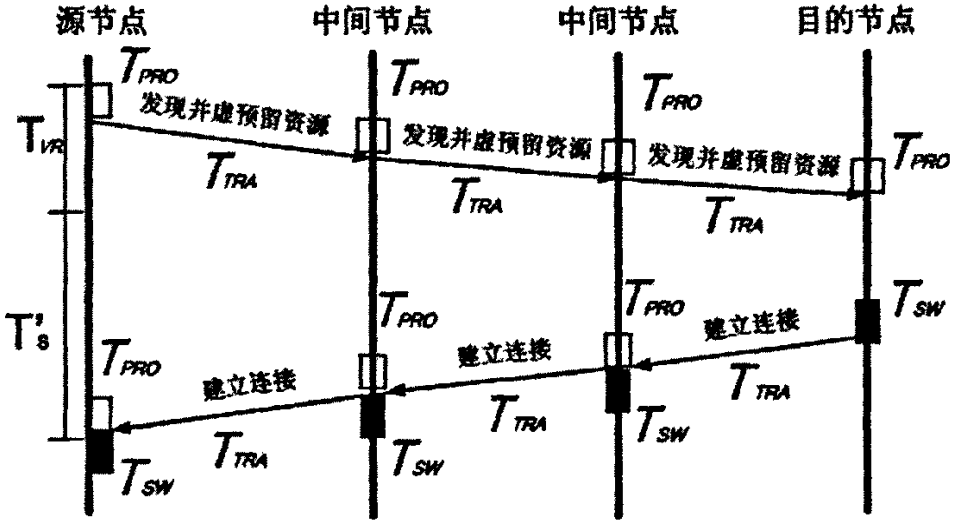 源节点 中间节点 中间节点 目的节点
TPRO
TPRO
TPRO
TPRO
发现并虚预留资源
发现并虚预留资源
发现并虚预留资源
TVR
TTRA
TTRA
TTRA
T's
TPRO
TPRO
TPRO
TSW
建立连接
建立连接
建立连接
TTRA
TTRA
TTRA
TSW
TSW
TSW